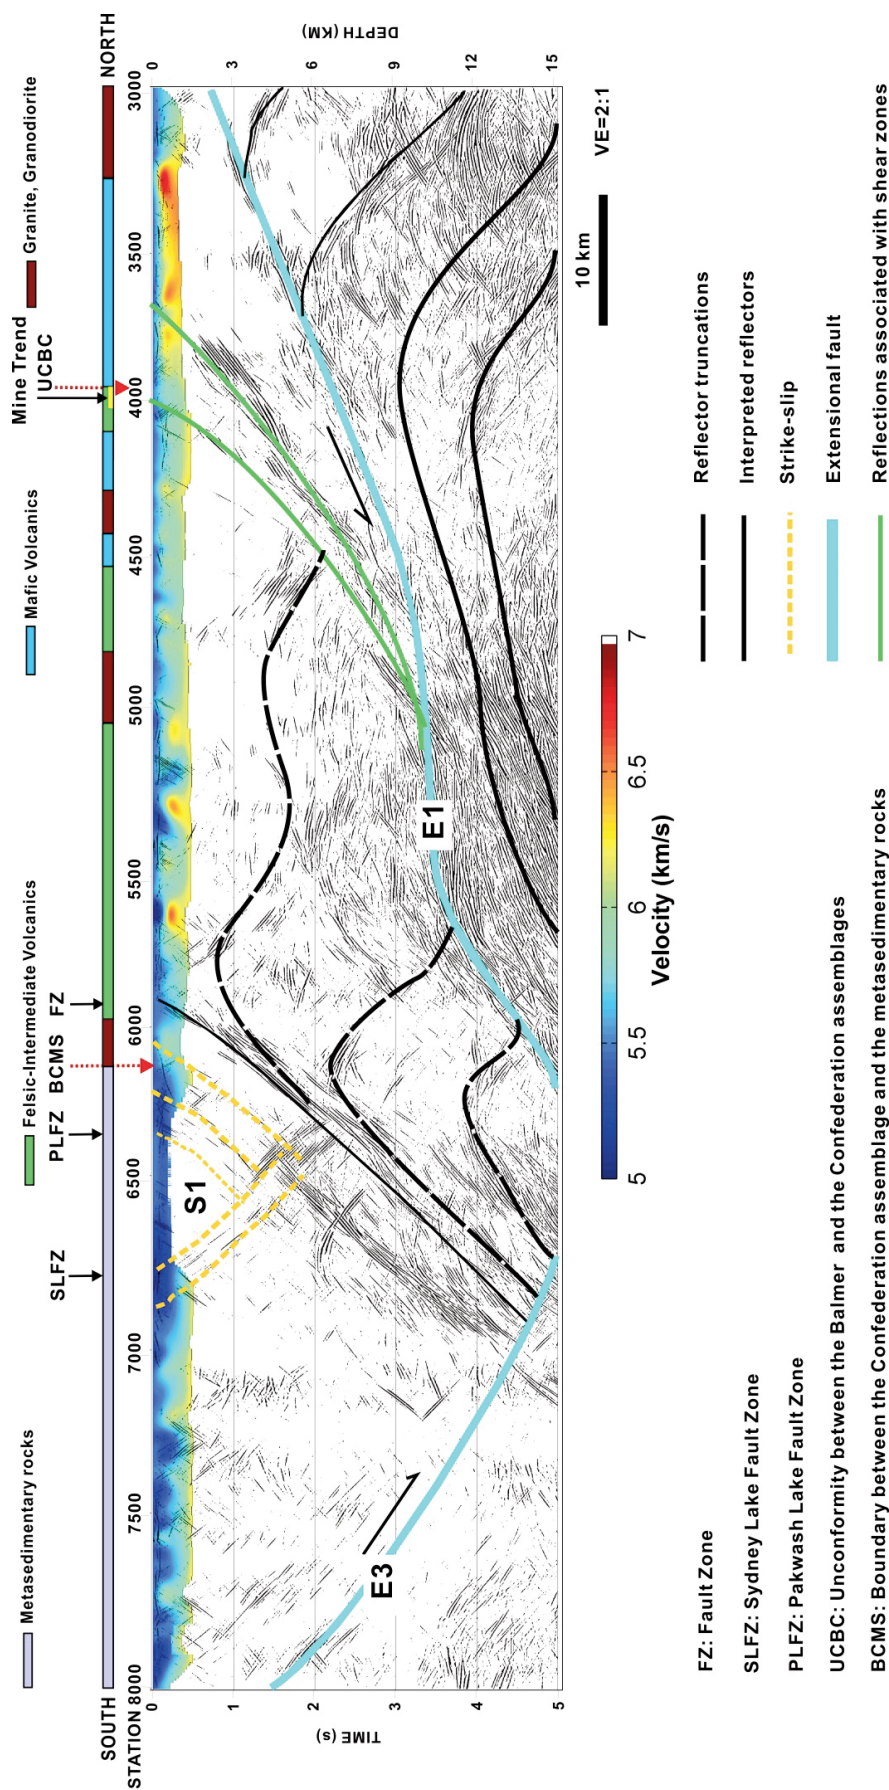 Metasedimentary rocks
Felsic-Intermediate Volcanics
Mafic Volcanics
Granite, Granodiorite
Mine Trend
SLFZ
PLFZ
BCMS
FZ
UCBC
SOUTH
NORTH
STATION 8000 7500 7000 6500 6000 5500 5000 4500 4000 3500 3000
TIME (s)
0
1
2
3
4
5
DEPTH (KM)
0
3
6
9
12
15
S1
E3
E1
10 km
VE=2:1
5 5.5 6 6.5 7
Velocity (km/s)
FZ: Fault Zone
SLFZ: Sydney Lake Fault Zone
PLFZ: Pakwash Lake Fault Zone
UCBC: Unconformity between the Balmer and the Confederation assemblages
BCMS: Boundary between the Confederation assemblage and the metasedimentary rocks
Reflector truncations
Interpreted reflectors
Strike-slip
Extensional fault
Reflections associated with shear zones